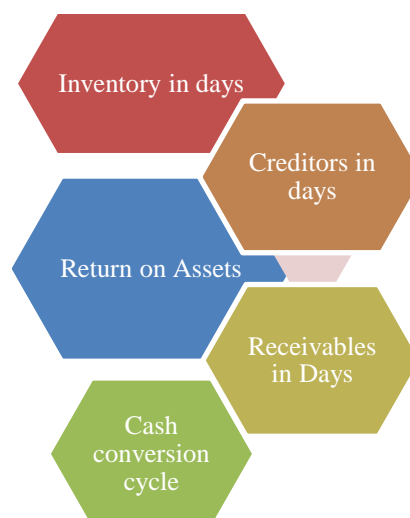 Inventory in days
Creditors in
days
Return on Assets
Receivables
in Days
Cash
conversion
cycle